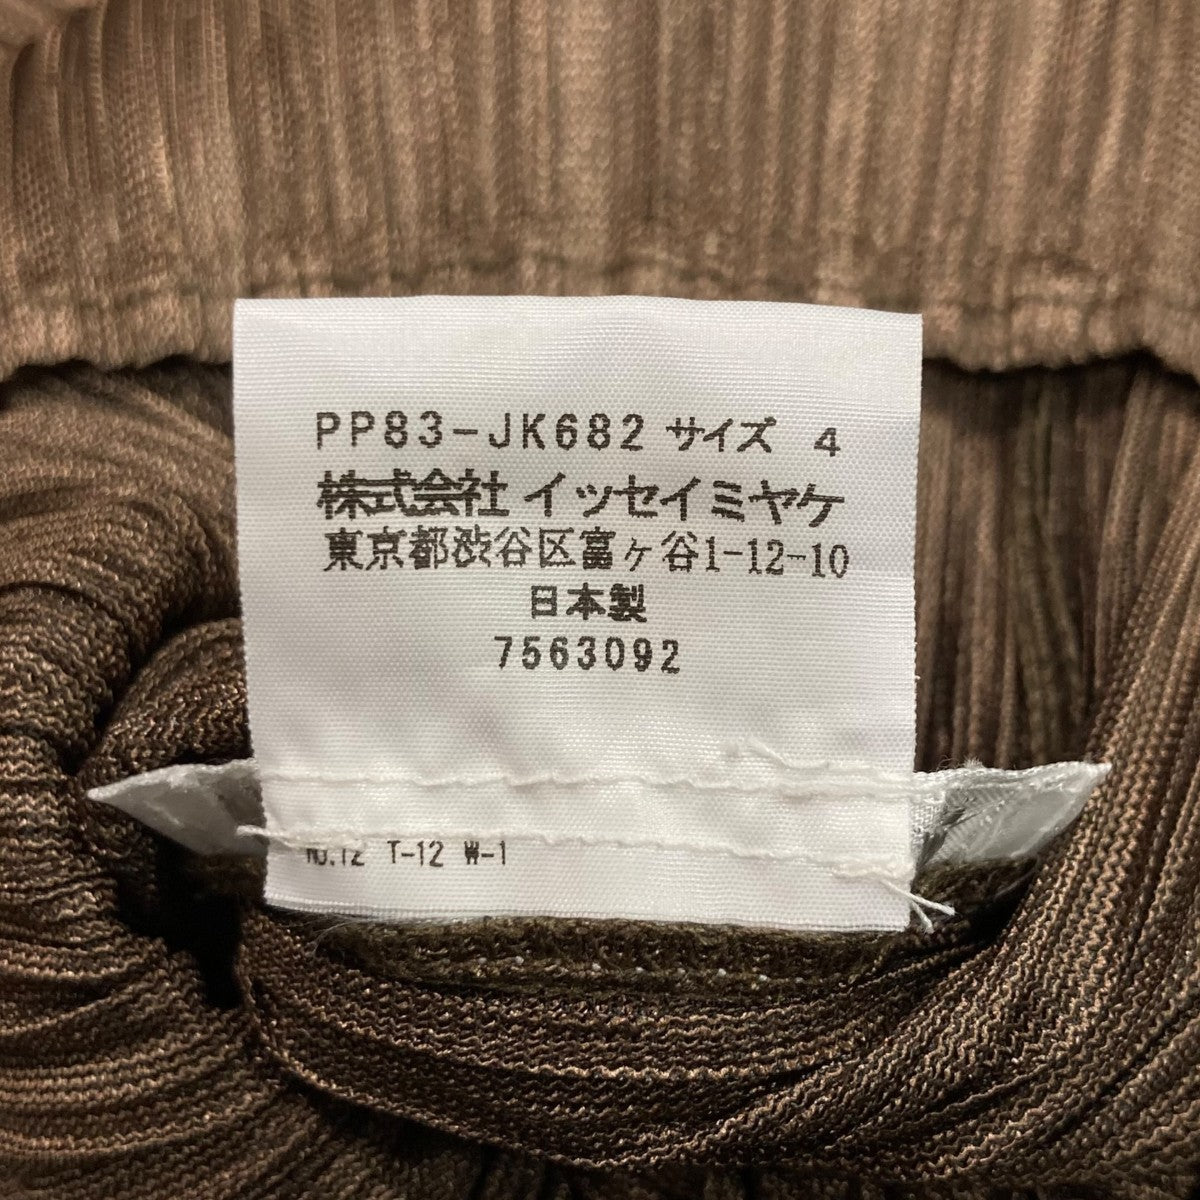 PP83-JK682 サイズ 4
株式会社 イッセイミヤケ
東京都渋谷区富ヶ谷1-12-10
日本製
7563092
NO.12 T-12 W-1